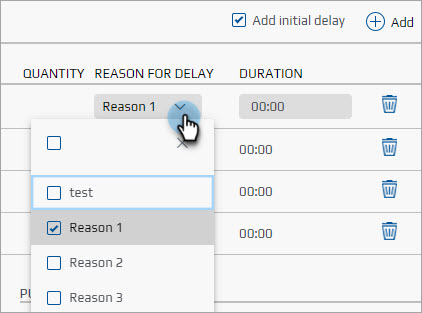 Add initial delay Add
QUANTITY REASON FOR DELAY DURATION
Reason 1 00:00
00:00
test
00:00
Reason 1 00:00
Reason 2
Reason 3